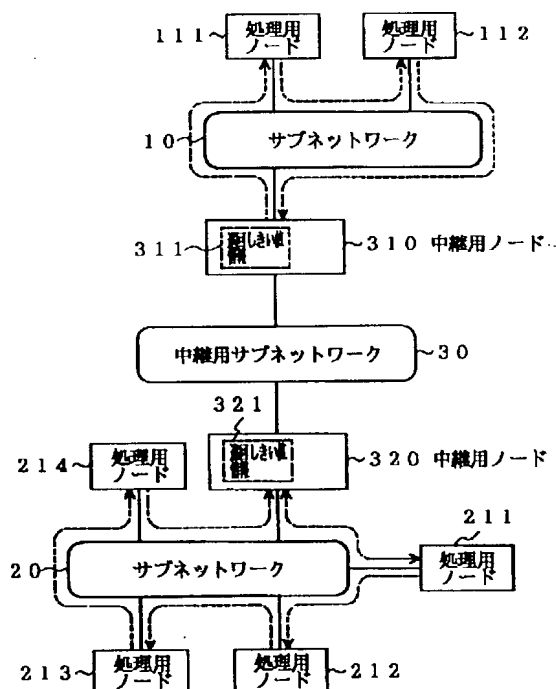 111 処理用ノード
処理用ノード 112
10 サブネットワーク
311 しきい値
310 中継用ノード
中継用サブネットワーク 30
321
しきい値
320 中継用ノード
214 処理用ノード
211
処理用ノード
20 サブネットワーク
213 処理用ノード
処理用ノード 212